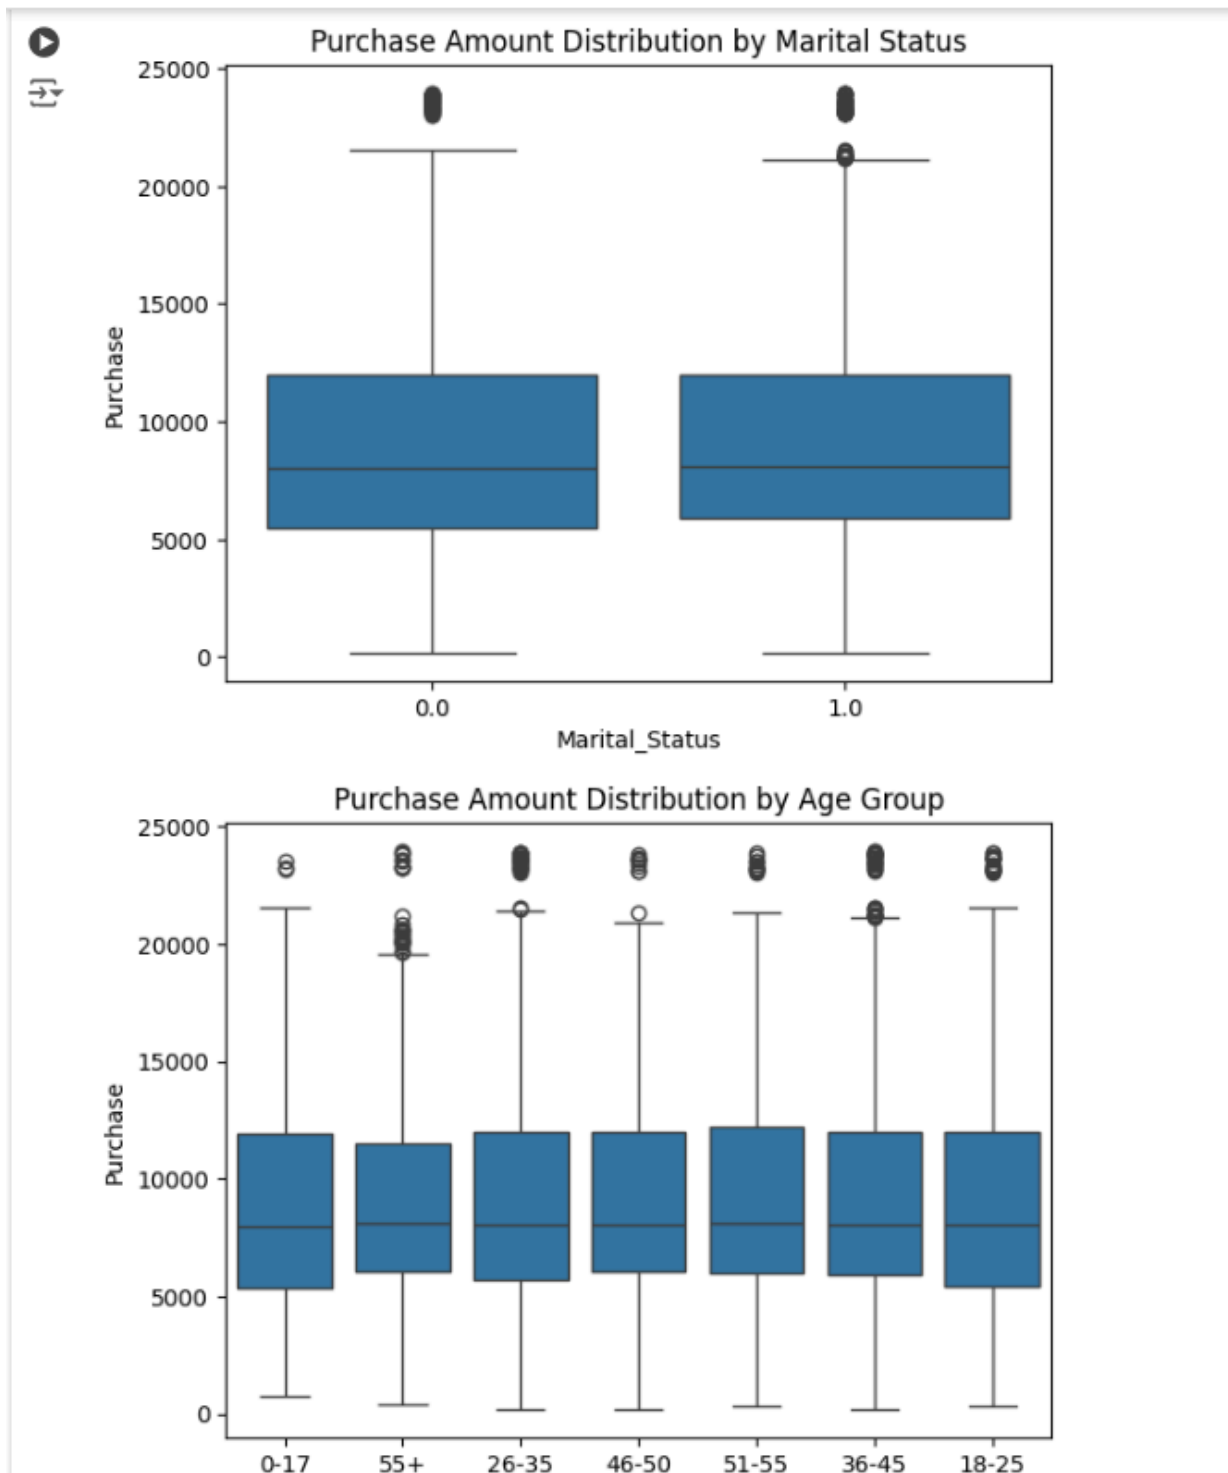 Purchase Amount Distribution by Marital Status
25000
20000
15000
10000
5000
0
Purchase
0.0 1.0
Marital_Status
Purchase Amount Distribution by Age Group
25000
20000
15000
10000
5000
0
Purchase
0-17 55+ 26-35 46-50 51-55 36-45 18-25